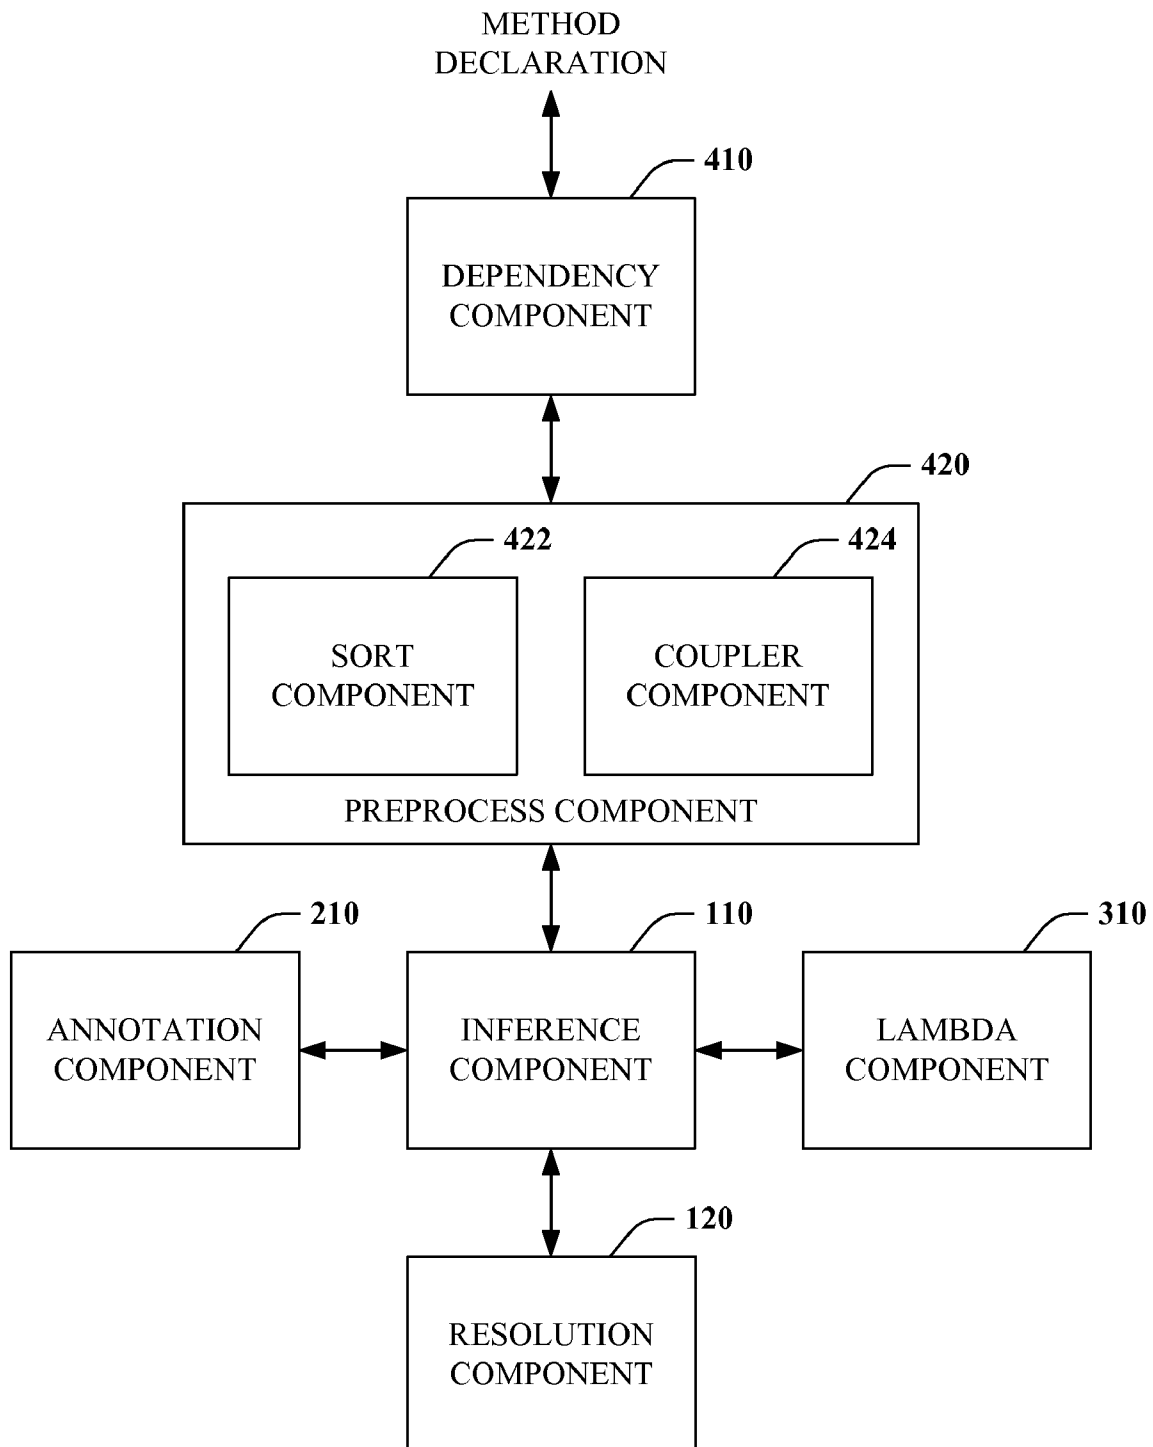 METHOD
DECLARATION
410
DEPENDENCY
COMPONENT
420
422
424
SORT
COMPONENT
COUPLER
COMPONENT
PREPROCESS COMPONENT
210
110
310
ANNOTATION
COMPONENT
INFERENCE
COMPONENT
LAMBDA
COMPONENT
120
RESOLUTION
COMPONENT